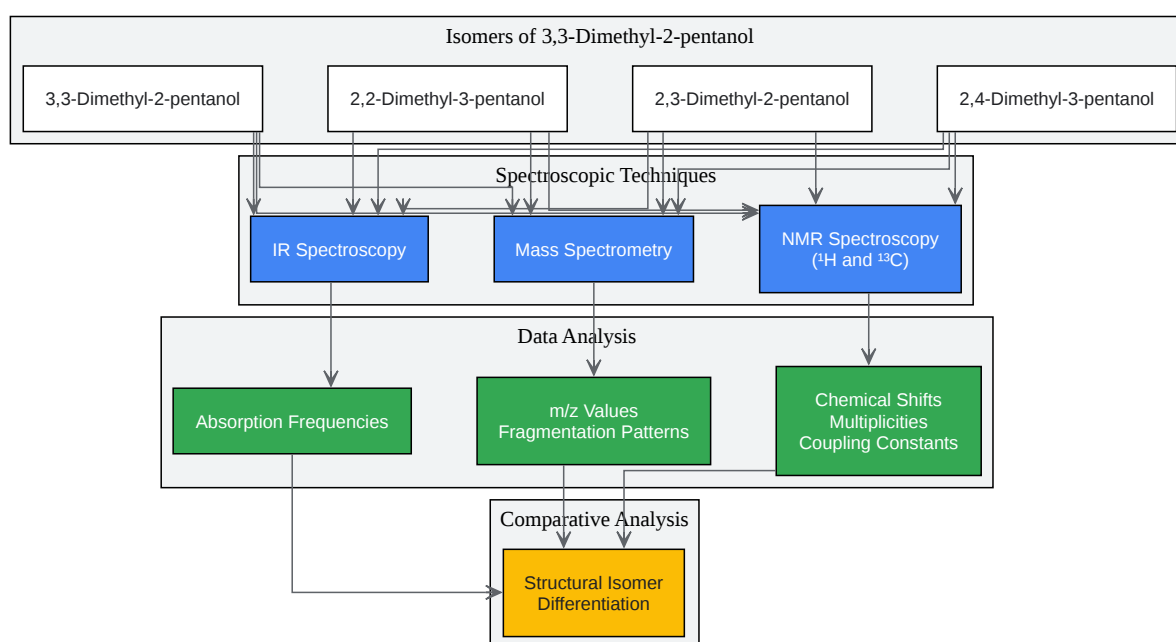 Isomers of 3,3-Dimethyl-2-pentanol
3,3-Dimethyl-2-pentanol
2,2-Dimethyl-3-pentanol
2,3-Dimethyl-2-pentanol
2,4-Dimethyl-3-pentanol
Spectroscopic Techniques
IR Spectroscopy
Mass Spectrometry
NMR Spectroscopy
(¹H and ¹³C)
Data Analysis
Absorption Frequencies
m/z Values
Fragmentation Patterns
Chemical Shifts
Multiplicities
Coupling Constants
Comparative Analysis
Structural Isomer
Differentiation